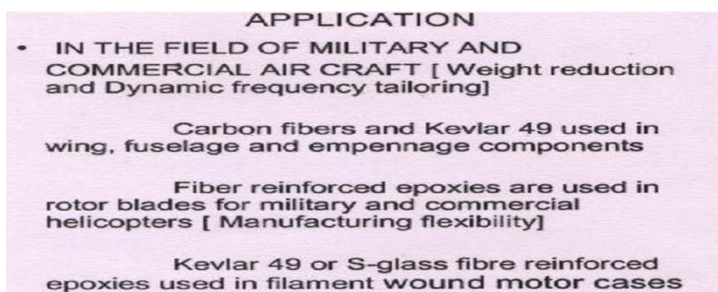 APPLICATION
• IN THE FIELD OF MILITARY AND
COMMERCIAL AIR CRAFT [ Weight reduction
and Dynamic frequency tailoring]
Carbon fibers and Kevlar 49 used in
wing, fuselage and empennage components
Fiber reinforced epoxies are used in
rotor blades for military and commercial
helicopters [ Manufacturing flexibility]
Kevlar 49 or S-glass fibre reinforced
epoxies used in filament wound motor cases